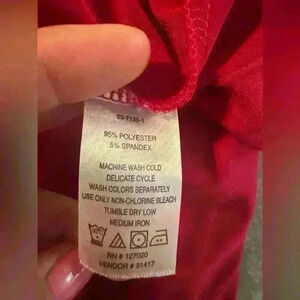 03-7136-1
95% POLYESTER
5% SPANDEX
MACHINE WASH COLD
DELICATE CYCLE
WASH COLORS SEPARATELY
USE ONLY NON-CHLORINE BLEACH
TUMBLE DRY LOW
MEDIUM IRON
RN # 127020
VENDOR # 31417